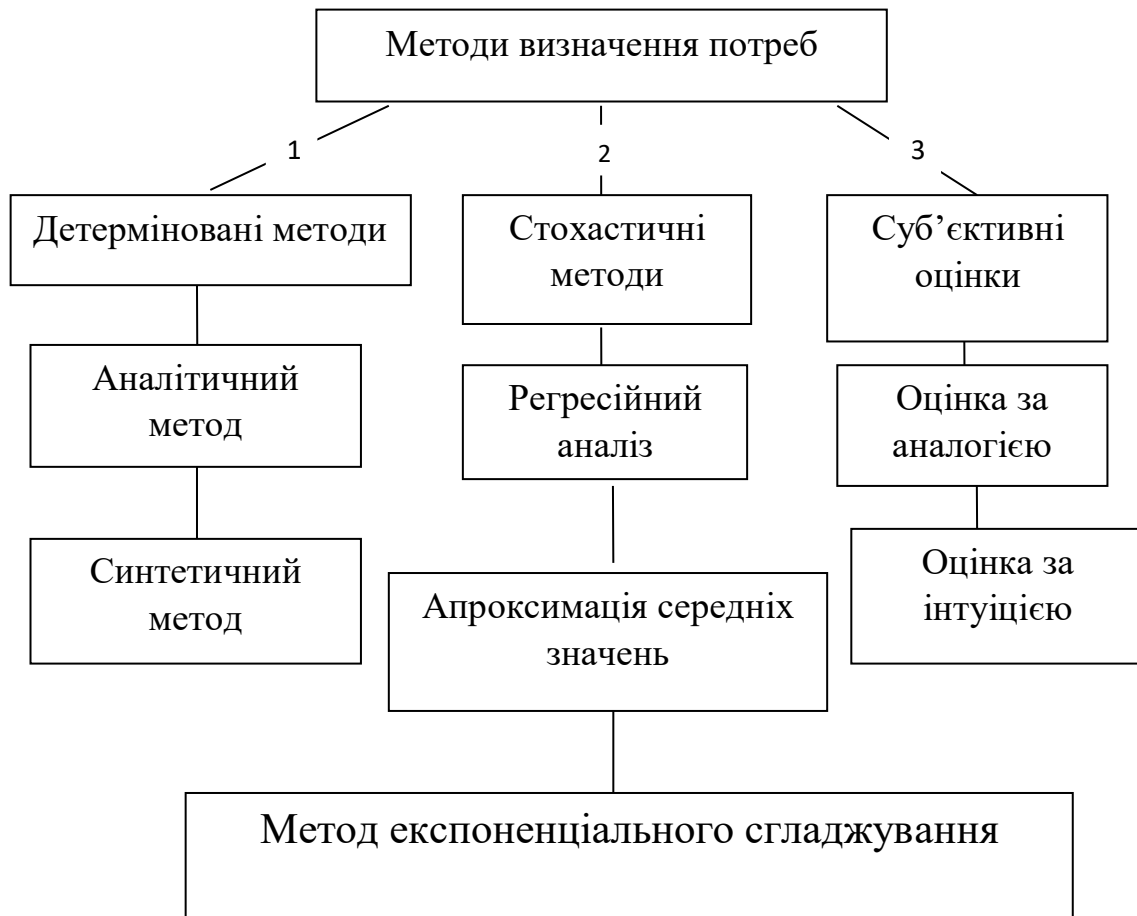 Методи визначення потреб
1
2
3
Детерміновані методи
Стохастичні
методи
Суб’єктивні
оцінки
Аналітичний
метод
Регресійний
аналіз
Оцінка за
аналогією
Синтетичний
метод
Апроксимація середніх
значень
Оцінка за
інтуіцією
Метод експоненціального сгладжування